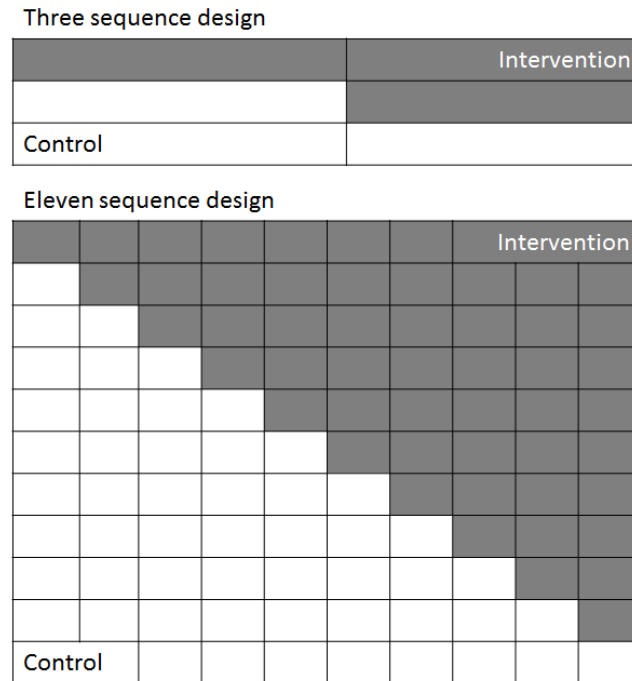 Three sequence design
Intervention
Control
Eleven sequence design
Intervention
Control